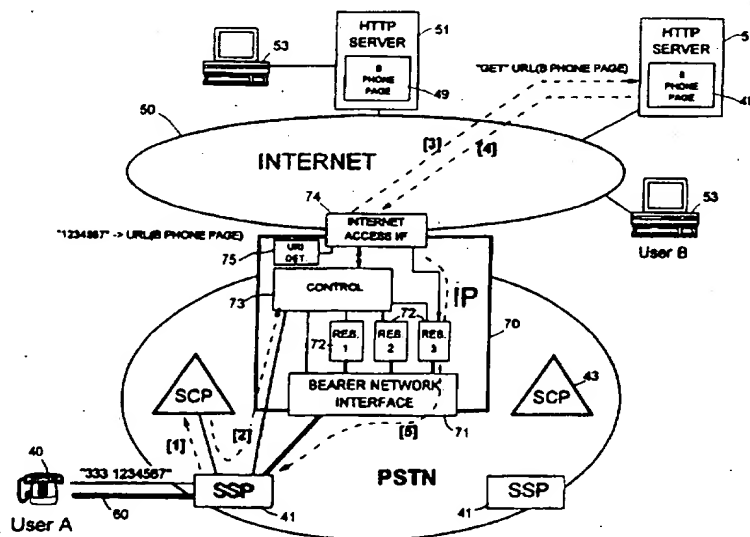 HTTP
SERVER
51
B
PHONE
PAGE
49
53
HTTP
SERVER
"GET" URL(B PHONE PAGE)
B
PHONE
PAGE
50
INTERNET
[3]
[4]
53
User B
74
INTERNET
ACCESS I/F
"1234567" -> URL(B PHONE PAGE)
75
URI
DET.
CONTROL
73
IP
70
72
72
RES.
1
RES.
2
RES.
3
BEARER NETWORK
INTERFACE
71
SCP
43
SCP
[1]
[2]
[5]
PSTN
40
"333 1234567"
SSP
41
60
User A
41
SSP